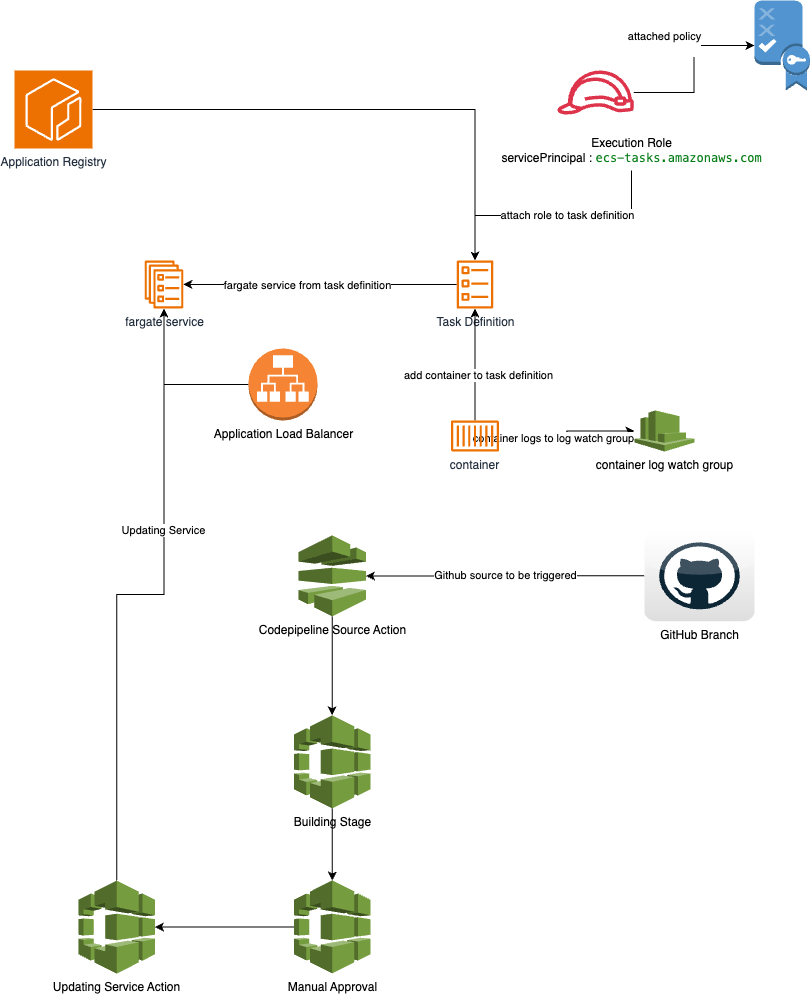 attached policy
Application Registry
Execution Role
servicePrincipal : ecs-tasks.amazonaws.com
attach role to task definition
fargate service from task definition
fargate service
Task Definition
add container to task definition
Application Load Balancer
container logs to log watch group
container
container log watch group
Updating Service
Github source to be triggered
Codepipeline Source Action
GitHub Branch
Building Stage
Updating Service Action
Manual Approval